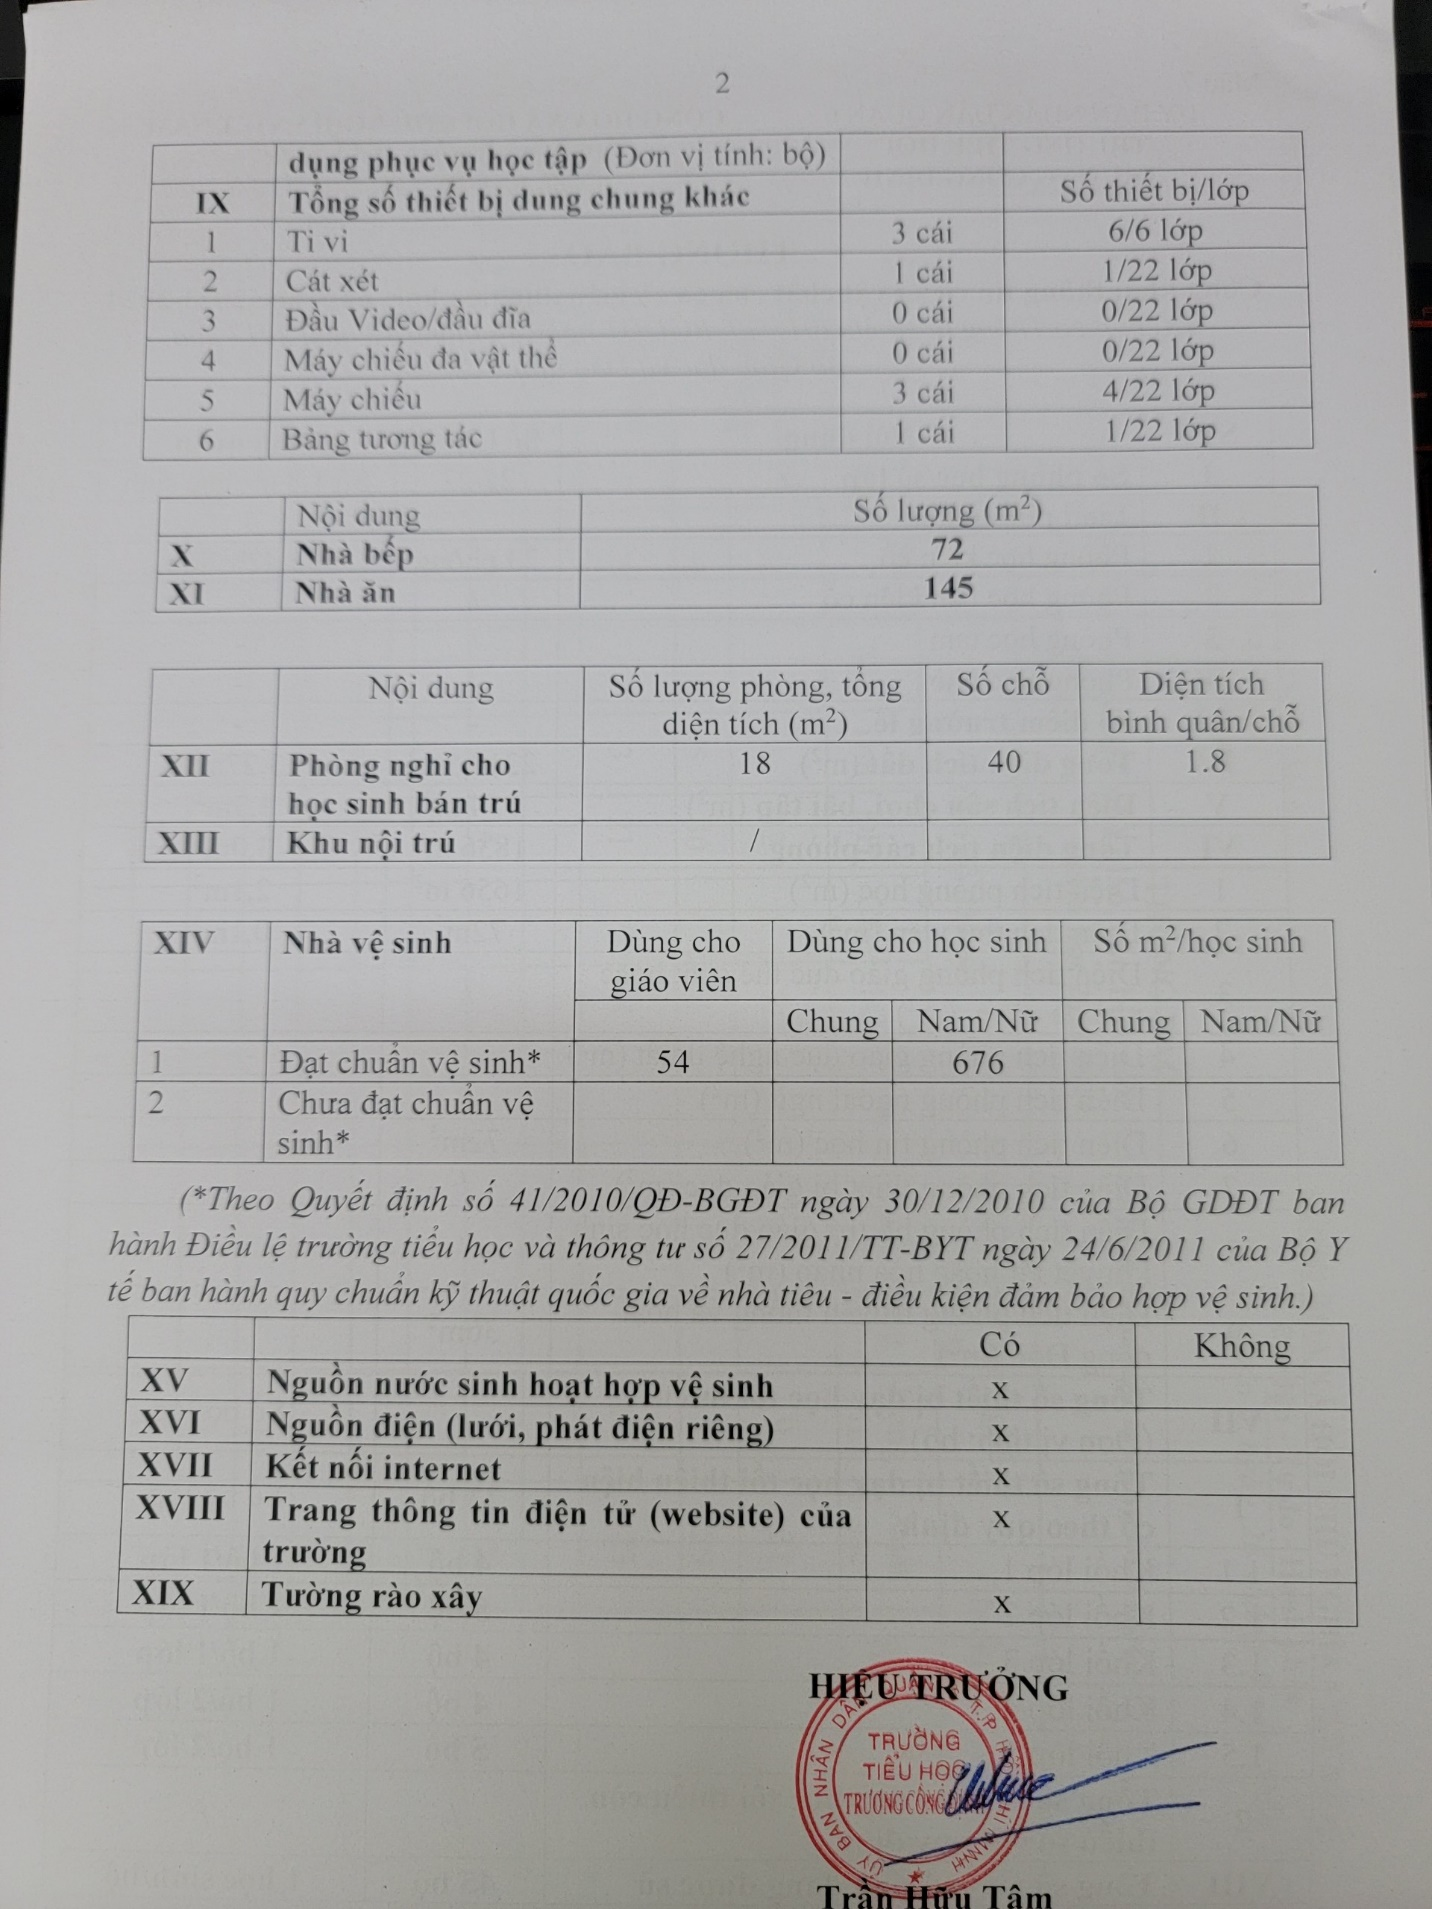 2
dụng phục vụ học tập (Đơn vị tính: bộ)
IX Tổng số thiết bị dung chung khác Số thiết bị/lớp
1 Ti vi 3 cái 6/6 lớp
2 Cát xét 1 cái 1/22 lớp
3 Đầu Video/đầu đĩa 0 cái 0/22 lớp
4 Máy chiếu đa vật thể 0 cái 0/22 lớp
5 Máy chiếu 3 cái 4/22 lớp
6 Bảng tương tác 1 cái 1/22 lớp
Nội dung Số lượng (m²)
X Nhà bếp 72
XI Nhà ăn 145
Nội dung Số lượng phòng, tổng Số chỗ Diện tích
diện tích (m²) bình quân/chỗ
XII Phòng nghỉ cho 18 40 1.8
học sinh bán trú
XIII Khu nội trú /
XIV Nhà vệ sinh Dùng cho Dùng cho học sinh Số m²/học sinh
giáo viên
Chung Nam/Nữ Chung Nam/Nữ
1 Đạt chuẩn vệ sinh* 54 676
2 Chưa đạt chuẩn vệ
sinh*
(*Theo Quyết định số 41/2010/QĐ-BGĐT ngày 30/12/2010 của Bộ GDĐT ban
hành Điều lệ trường tiểu học và thông tư số 27/2011/TT-BYT ngày 24/6/2011 của Bộ Y
tế ban hành quy chuẩn kỹ thuật quốc gia về nhà tiêu - điều kiện đảm bảo hợp vệ sinh.)
Có Không
XV Nguồn nước sinh hoạt hợp vệ sinh x
XVI Nguồn điện (lưới, phát điện riêng) x
XVII Kết nối internet x
XVIII Trang thông tin điện tử (website) của x
trường
XIX Tường rào xây x
HIỆU TRƯỞNG
ỦY BAN NHÂN DÂN QUẬN T.P HỒ CHÍ MINH
TRƯỜNG
TIỂU HỌC
TRƯƠNG CÔNG ĐỊNH
Trần Hữu Tâm